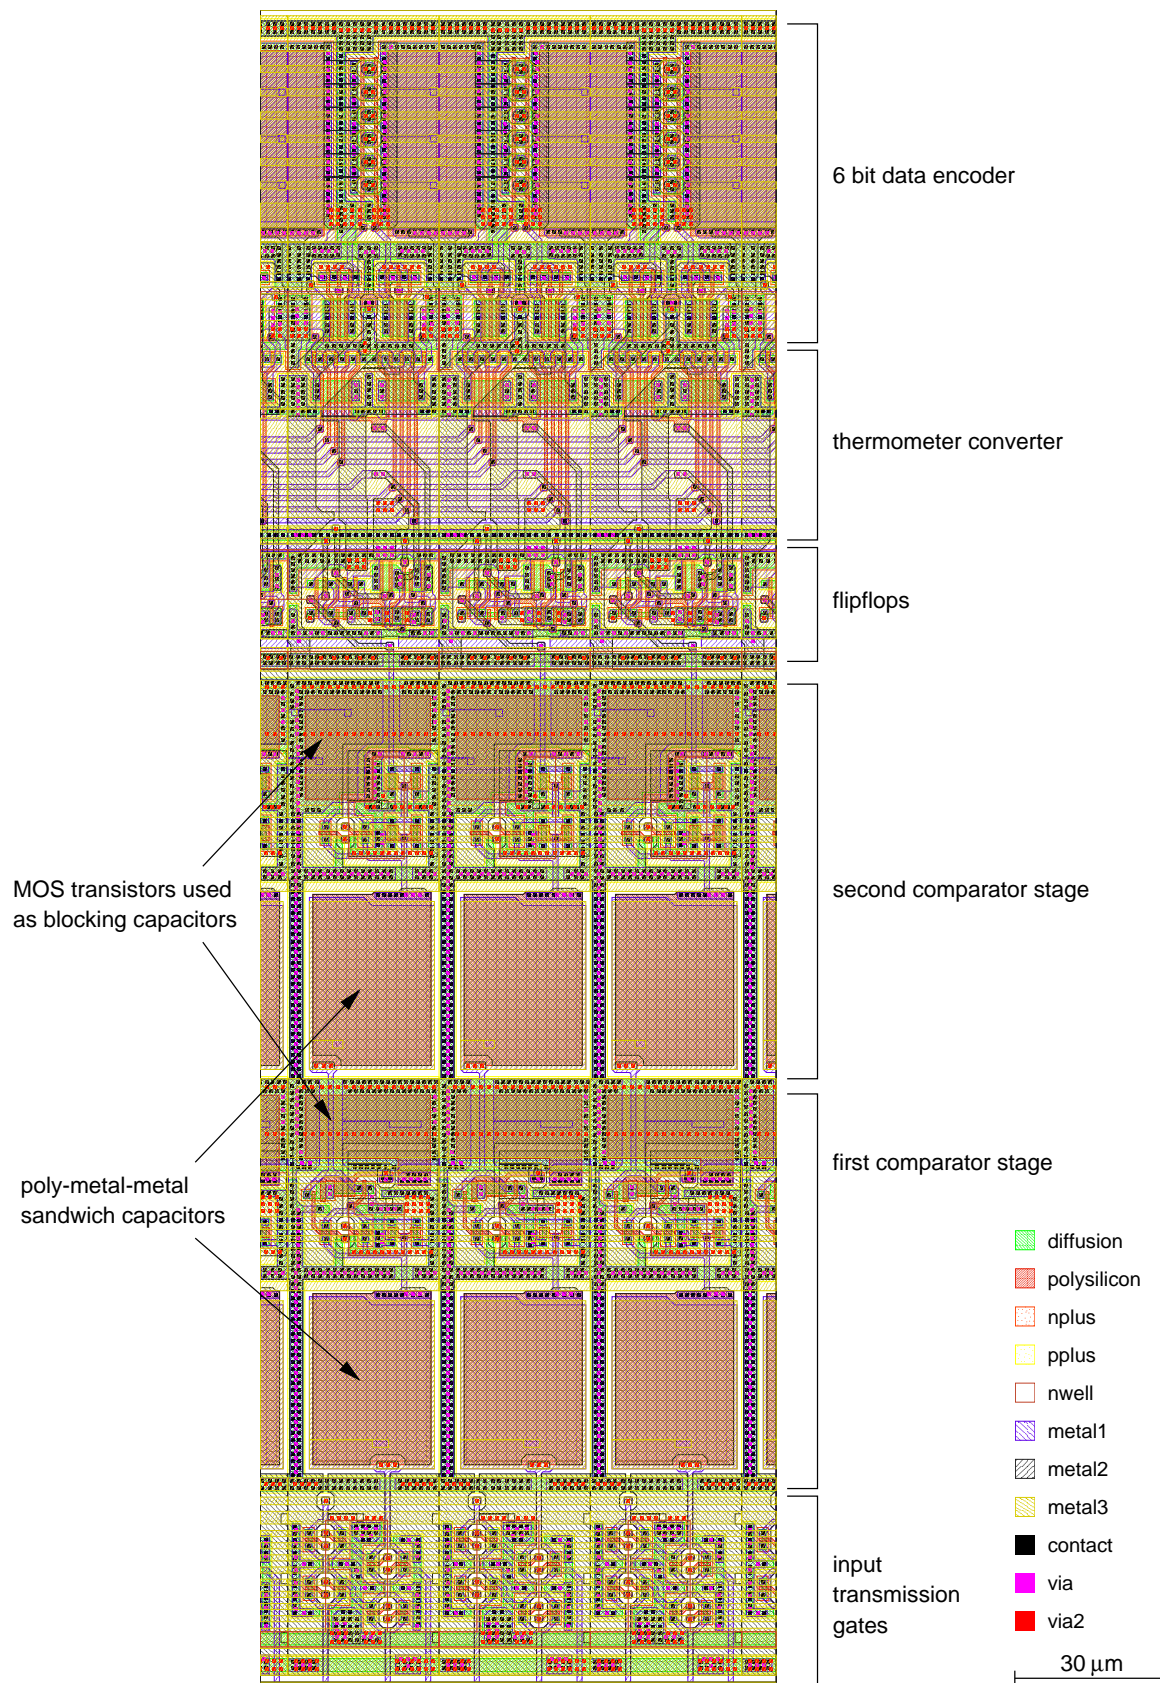 6 bit data encoder
thermometer converter
flipflops
MOS transistors used
as blocking capacitors
second comparator stage
poly-metal-metal
sandwich capacitors
first comparator stage
diffusion
polysilicon
nplus
pplus
nwell
metal1
metal2
metal3
contact
via
via2
input
transmission
gates
30 μm